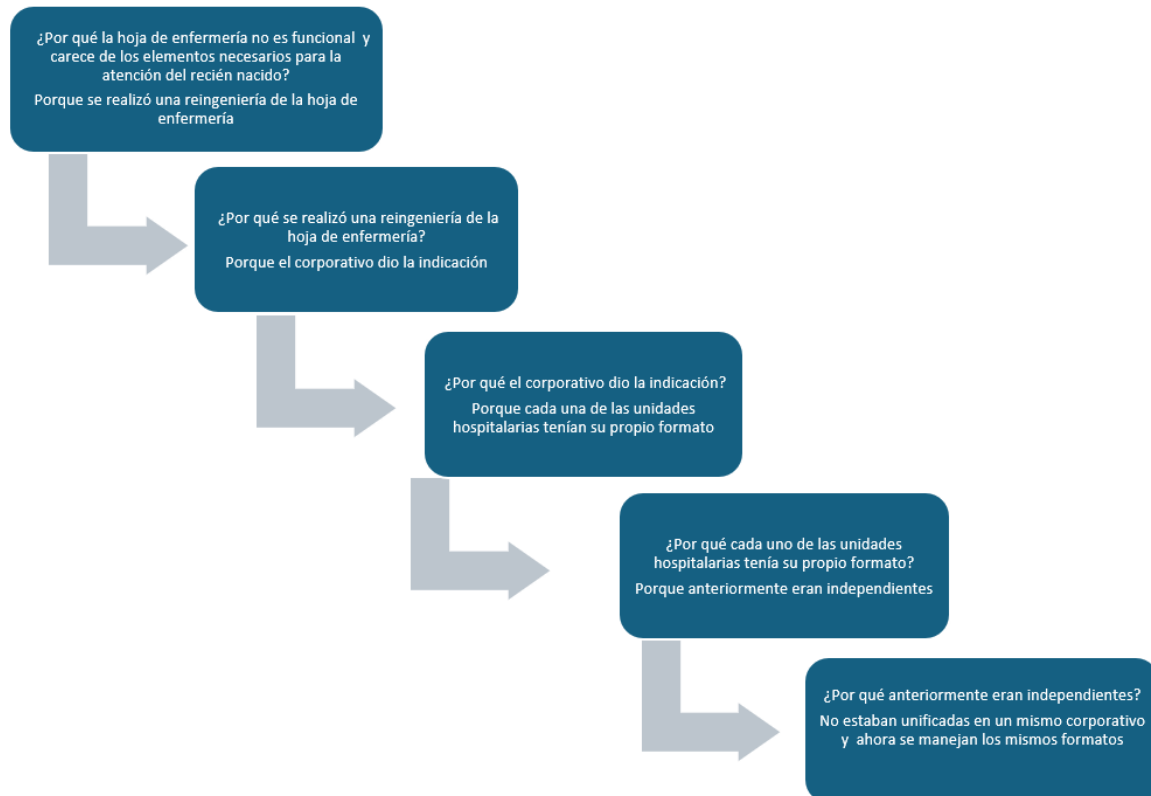 ¿Por qué la hoja de enfermería no es funcional y
carece de los elementos necesarios para la
atención del recién nacido?
Porque se realizó una reingeniería de la hoja de
enfermería
¿Por qué se realizó una reingeniería de la
hoja de enfermería?
Porque el corporativo dio la indicación
¿Por qué el corporativo dio la indicación?
Porque cada una de las unidades
hospitalarias tenían su propio formato
¿Por qué cada uno de las unidades
hospitalarias tenía su propio formato?
Porque anteriormente eran independientes
¿Por qué anteriormente eran independientes?
No estaban unificadas en un mismo corporativo
y ahora se manejan los mismos formatos